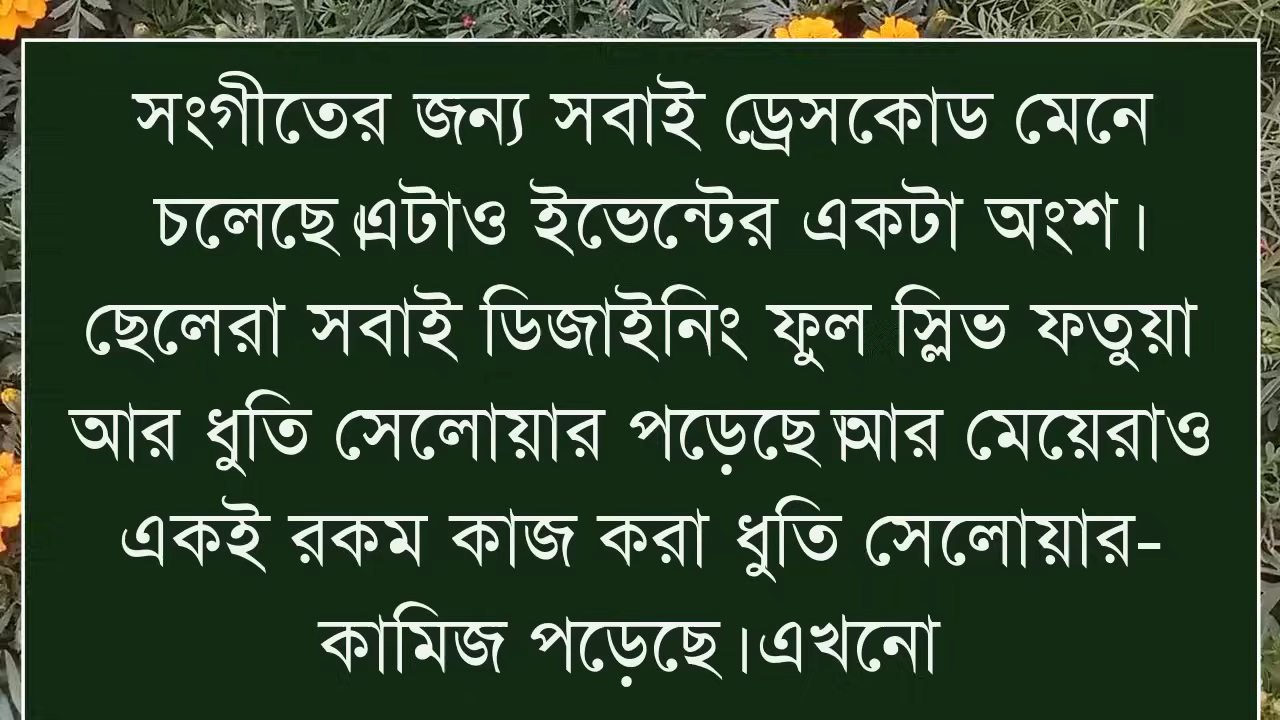 সংগীতের জন্য সবাই ড্রেসকোড মেনে
চলেছে।এটাও ইভেন্টের একটা অংশ।
ছেলেরা সবাই ডিজাইনিং ফুল স্লিভ ফতুয়া
আর ধুতি সেলোয়ার পড়েছে।আর মেয়েরাও
একই রকম কাজ করা ধুতি সেলোয়ার-
কামিজ পড়েছে।এখনো